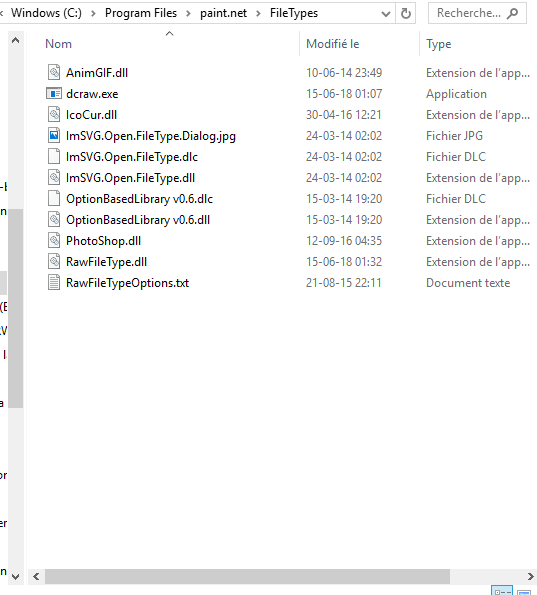 Windows (C:) > Program Files > paint.net > FileTypes
Recherche...
Nom Modifié le Type
AnimGIF.dll 10-06-14 23:49 Extension de l'app...
dcraw.exe 15-06-18 01:07 Application
IcoCur.dll 30-04-16 12:21 Extension de l'app...
ImSVG.Open.FileType.Dialog.jpg 24-03-14 02:02 Fichier JPG
ImSVG.Open.FileType.dlc 24-03-14 02:02 Fichier DLC
ImSVG.Open.FileType.dll 24-03-14 02:02 Extension de l'app...
OptionBasedLibrary v0.6.dlc 15-03-14 19:20 Fichier DLC
OptionBasedLibrary v0.6.dll 15-03-14 19:20 Extension de l'app...
PhotoShop.dll 12-09-16 04:35 Extension de l'app...
RawFileType.dll 15-06-18 01:32 Extension de l'app...
RawFileTypeOptions.txt 21-08-15 22:11 Document texte